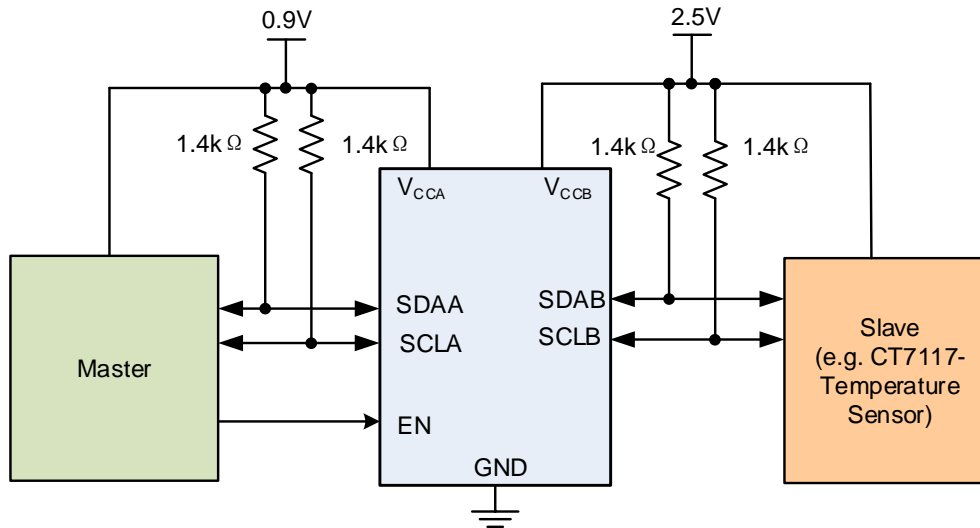 0.9V
2.5V
1.4kΩ
1.4kΩ
1.4kΩ
1.4kΩ
VCCA
VCCB
SDAA
SDAB
SCLA
SCLB
Master
Slave
(e.g. CT7117-
Temperature
Sensor)
EN
GND